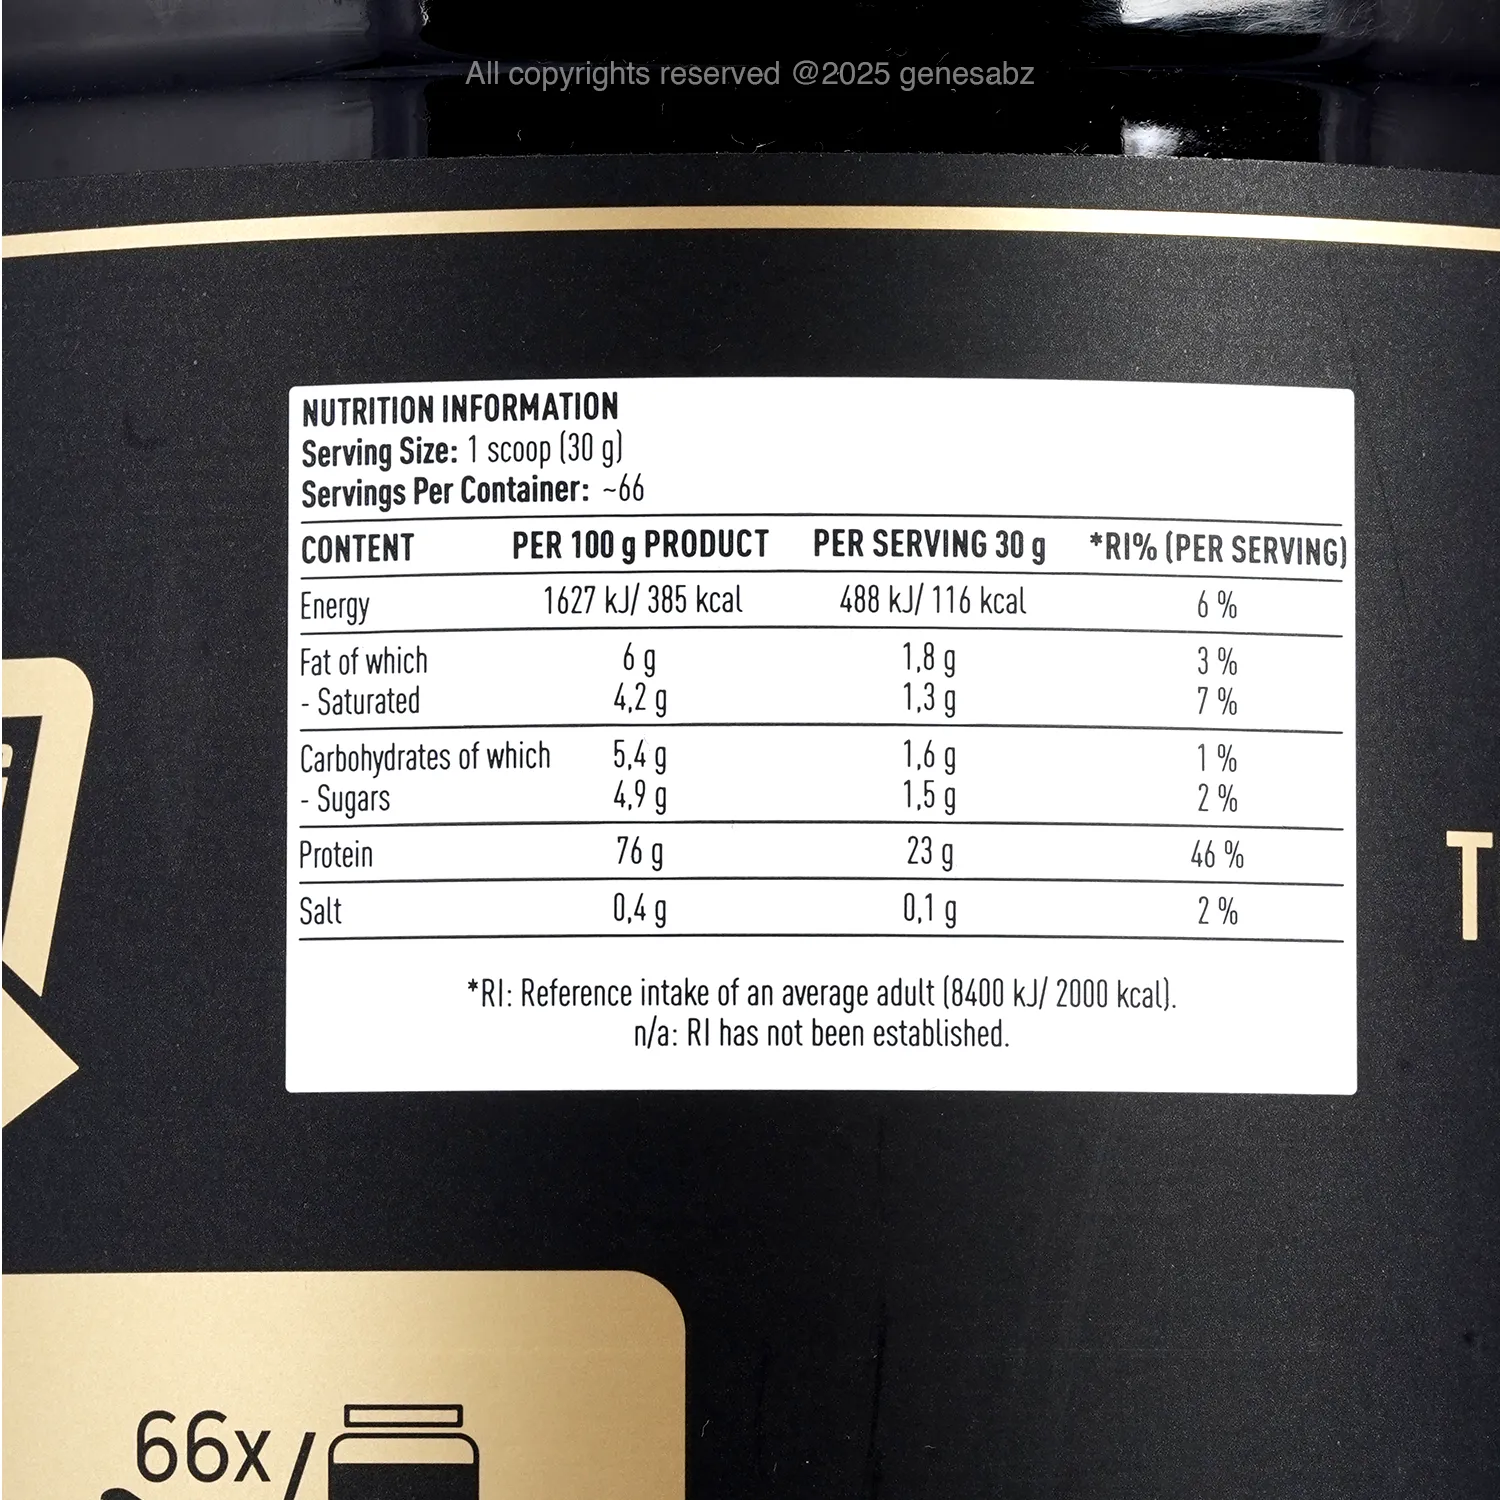 All copyrights reserved @2025 genesabz
NUTRITION INFORMATION
Serving Size: 1 scoop (30 g)
Servings Per Container: ~66
CONTENT PER 100 g PRODUCT PER SERVING 30 g *RI% (PER SERVING)
Energy 1627 kJ/ 385 kcal 488 kJ/ 116 kcal 6 %
Fat of which 6 g 1,8 g 3 %
- Saturated 4,2 g 1,3 g 7 %
Carbohydrates of which 5,4 g 1,6 g 1 %
- Sugars 4,9 g 1,5 g 2 %
Protein 76 g 23 g 46 %
Salt 0,4 g 0,1 g 2 %
*RI: Reference intake of an average adult (8400 kJ/ 2000 kcal).
n/a: RI has not been established.
T
66x/